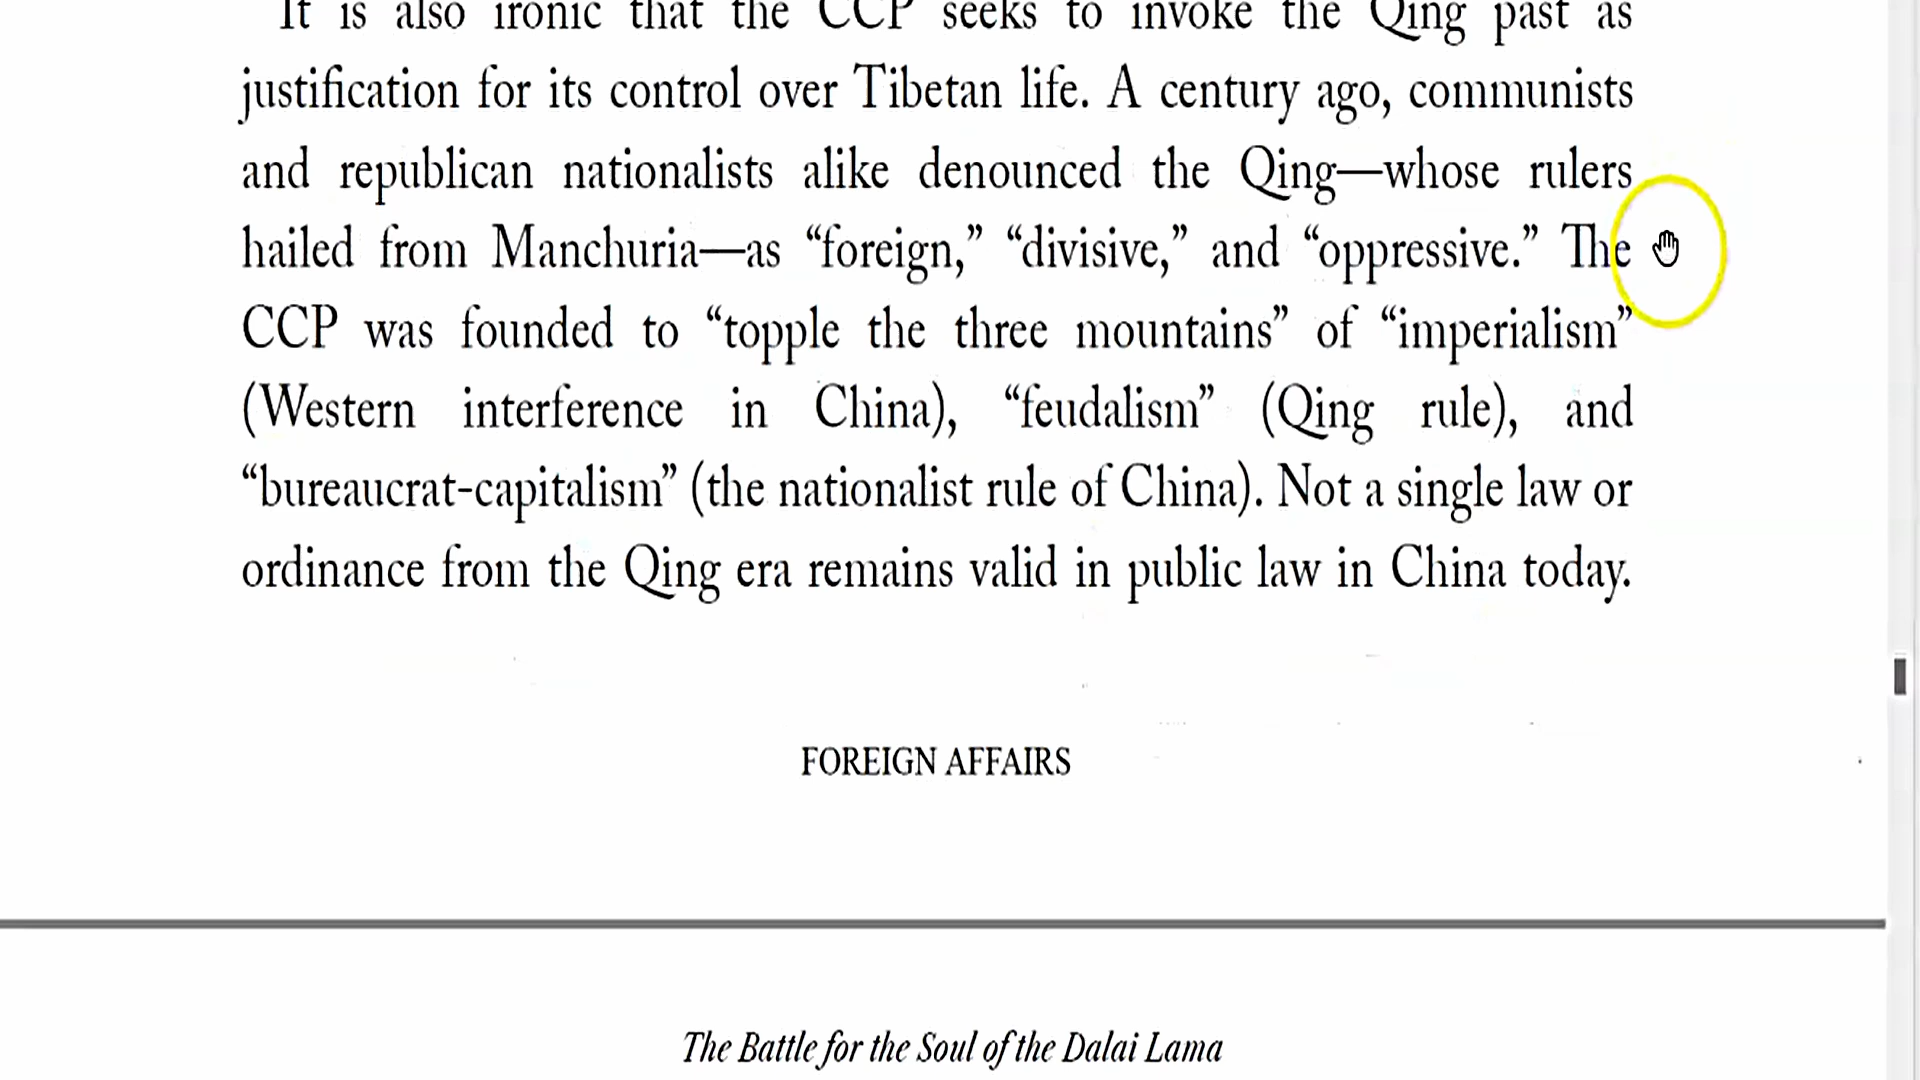 It is also ironic that the CCP seeks to invoke the Qing past as
justification for its control over Tibetan life. A century ago, communists
and republican nationalists alike denounced the Qing—whose rulers
hailed from Manchuria—as “foreign,” “divisive,” and “oppressive.” The
CCP was founded to “topple the three mountains” of “imperialism”
(Western interference in China), “feudalism” (Qing rule), and
“bureaucrat-capitalism” (the nationalist rule of China). Not a single law or
ordinance from the Qing era remains valid in public law in China today.
FOREIGN AFFAIRS
The Battle for the Soul of the Dalai Lama